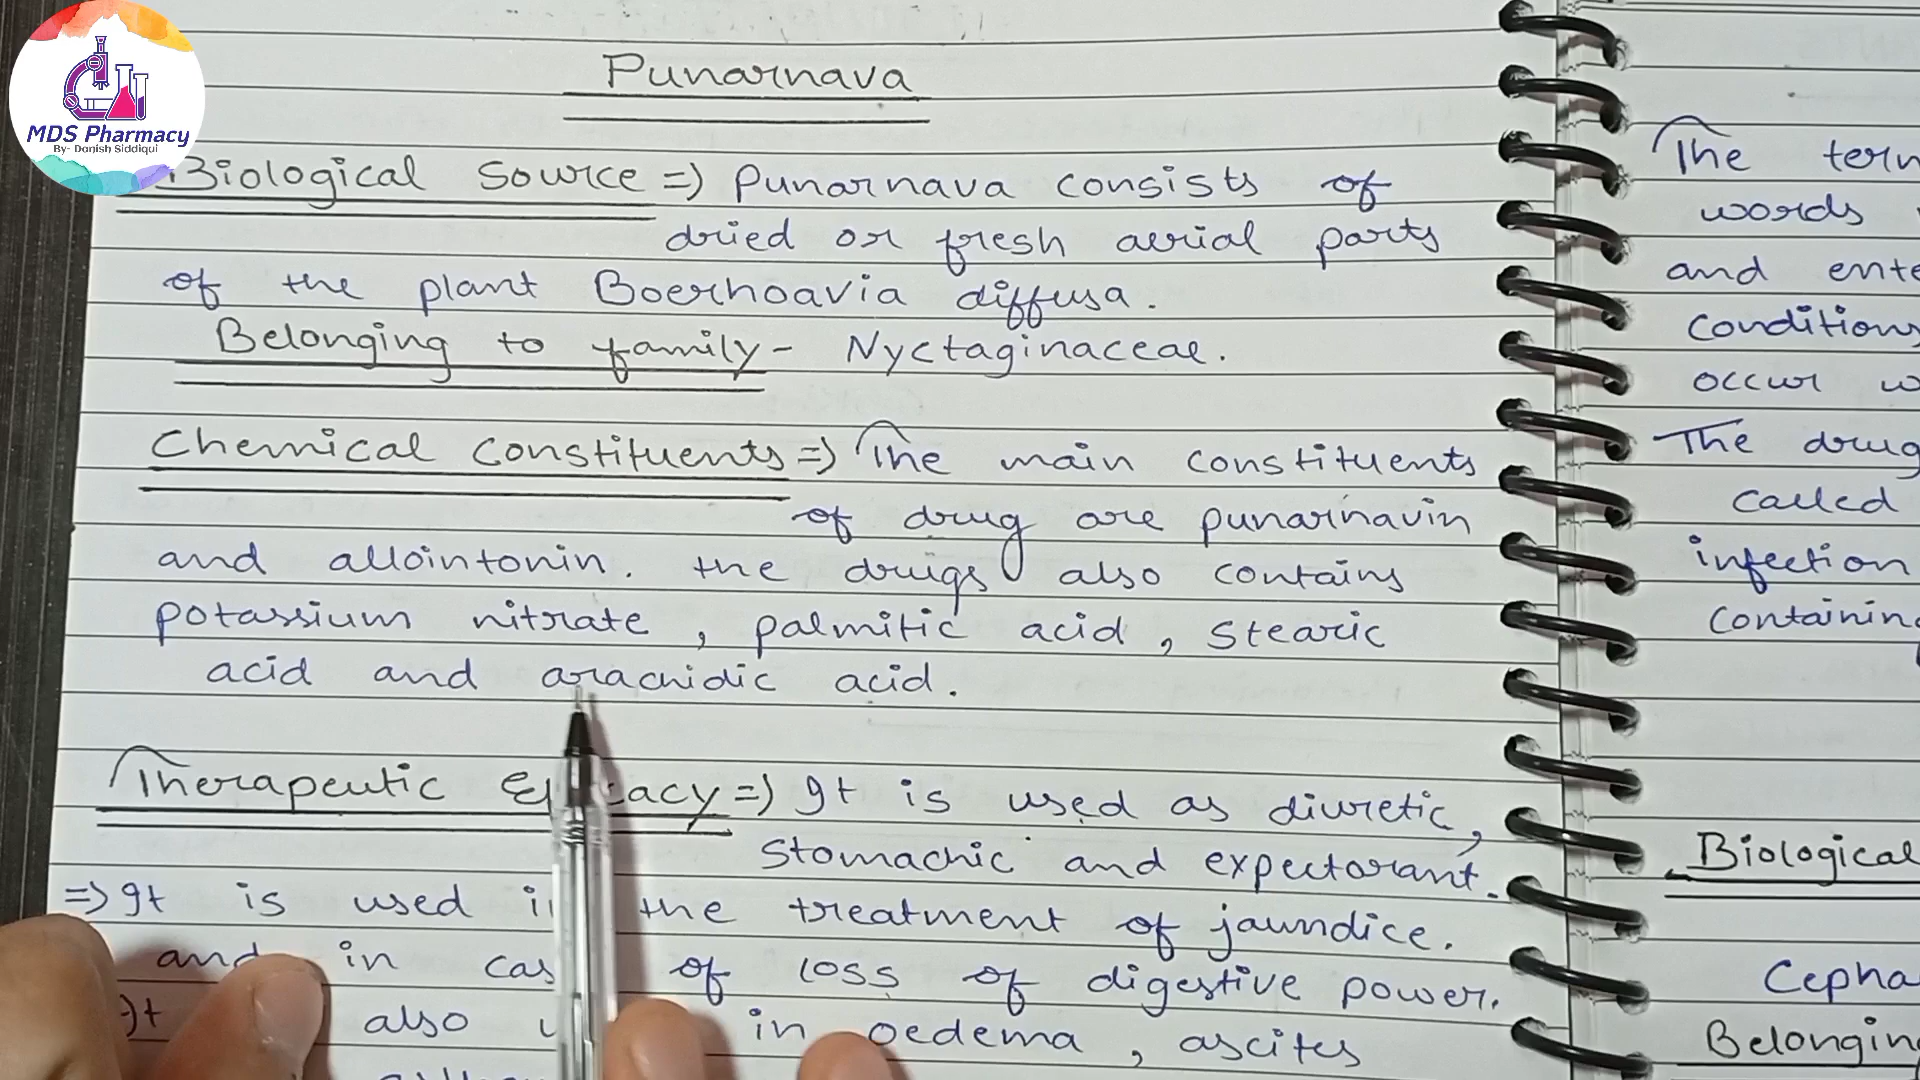 MDS Pharmacy
By- Danish Siddiqui
Punarnava
Biological Source => Punarnava consists of
dried or fresh aerial parts
of the plant Boerhoavia diffusa.
Belonging to family- Nyctaginaceae.
Chemical Constituents => The main constituents
of drug are punarnavin
and allointonin. the drugs also contains
potassium nitrate, palmitic acid, stearic
acid and arachidic acid.
Therapeutic => It is used as diuretic,
stomachic and expectorant.
=> It is used the treatment of jaundice.
and in of loss of digestive power.
It also in oedema, ascites
The
words
and
Conditions
occur
The drug
called
infection
Containing
Biological
Belonging